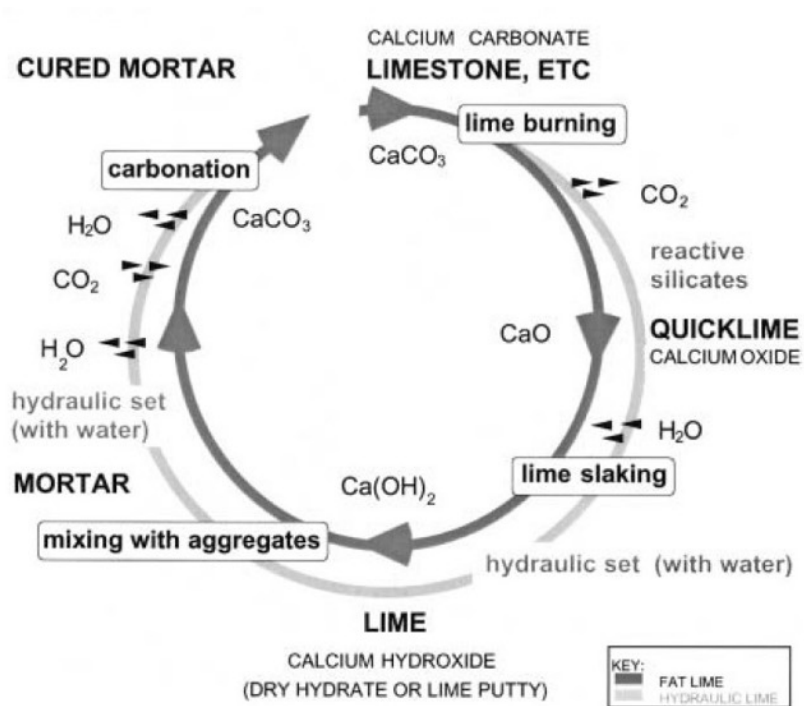 CALCIUM CARBONATE
CURED MORTAR
LIMESTONE, ETC
lime burning
CaCO₃
carbonation
CO₂
H₂O
CaCO₃
reactive
silicates
CO₂
QUICKLIME
CaO
CALCIUM OXIDE
H₂O
hydraulic set
(with water)
H₂O
lime slaking
MORTAR
Ca(OH)₂
mixing with aggregates
hydraulic set (with water)
LIME
CALCIUM HYDROXIDE
(DRY HYDRATE OR LIME PUTTY)
KEY:
FAT LIME
HYDRAULIC LIME